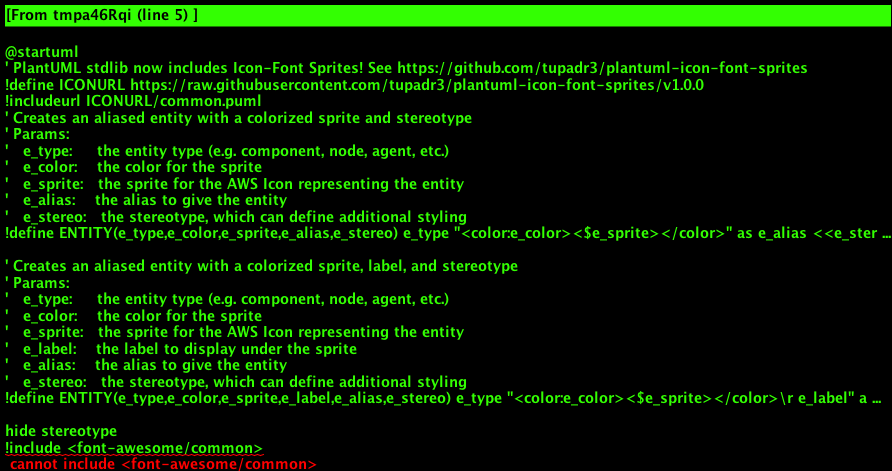 [From tmpa46Rqi (line 5) ]
@startuml
' PlantUML stdlib now includes Icon-Font Sprites! See https://github.com/tupadr3/plantuml-icon-font-sprites
!define ICONURL https://raw.githubusercontent.com/tupadr3/plantuml-icon-font-sprites/v1.0.0
!includeurl ICONURL/common.puml
' Creates an aliased entity with a colorized sprite and stereotype
' Params:
'   e_type:     the entity type (e.g. component, node, agent, etc.)
'   e_color:    the color for the sprite
'   e_sprite:   the sprite for the AWS Icon representing the entity
'   e_alias:    the alias to give the entity
'   e_stereo:   the stereotype, which can define additional styling
!define ENTITY(e_type,e_color,e_sprite,e_alias,e_stereo) e_type "<color:e_color><$e_sprite></color>" as e_alias <<e_ster ...
' Creates an aliased entity with a colorized sprite, label, and stereotype
' Params:
'   e_type:     the entity type (e.g. component, node, agent, etc.)
'   e_color:    the color for the sprite
'   e_sprite:   the sprite for the AWS Icon representing the entity
'   e_label:    the label to display under the sprite
'   e_alias:    the alias to give the entity
'   e_stereo:   the stereotype, which can define additional styling
!define ENTITY(e_type,e_color,e_sprite,e_label,e_alias,e_stereo) e_type "<color:e_color><$e_sprite></color>\r e_label" a ...
hide stereotype
!include <font-awesome/common>
cannot include <font-awesome/common>